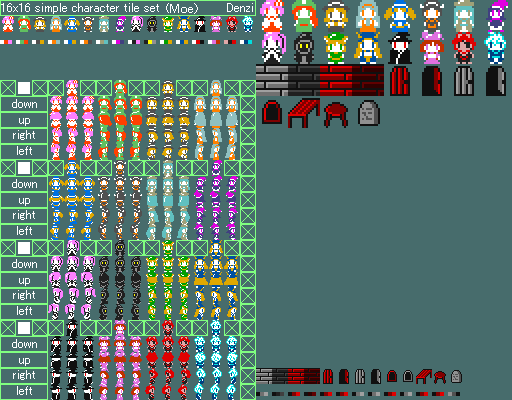 16x16 simple character tile set (Moe) Denzi
down
up
right
left
down
up
right
left
down
up
right
left
down
up
right
left